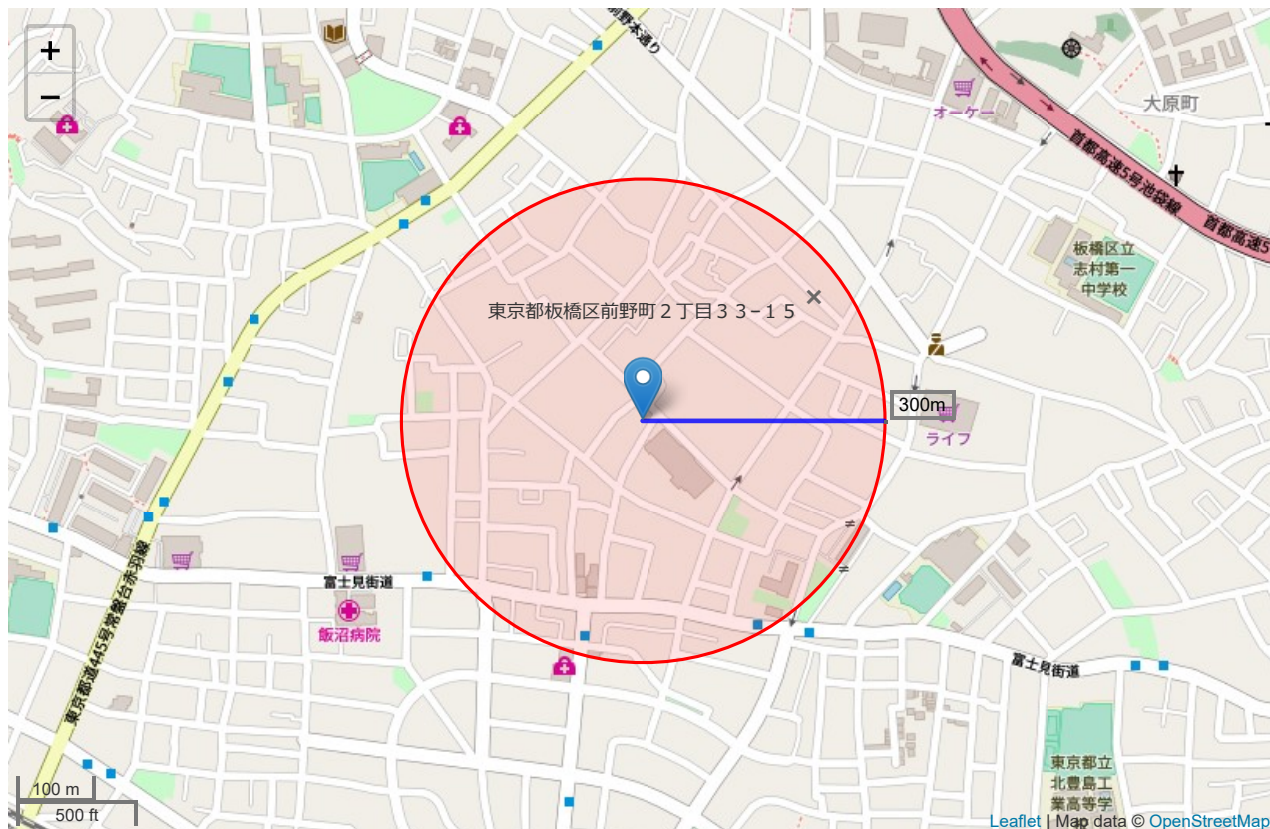 +
−
前野本通り
オーケー
大原町
首都高速5号池袋線
首都高速5
板橋区立
志村第一
中学校
東京都板橋区前野町２丁目３３−１５
×
300m
ライフ
富士見街道
飯沼病院
東京都道445号常盤台赤羽線
富士見街道
東京都立
北豊島工
業高等学
100 m
500 ft
Leaflet | Map data © OpenStreetMap